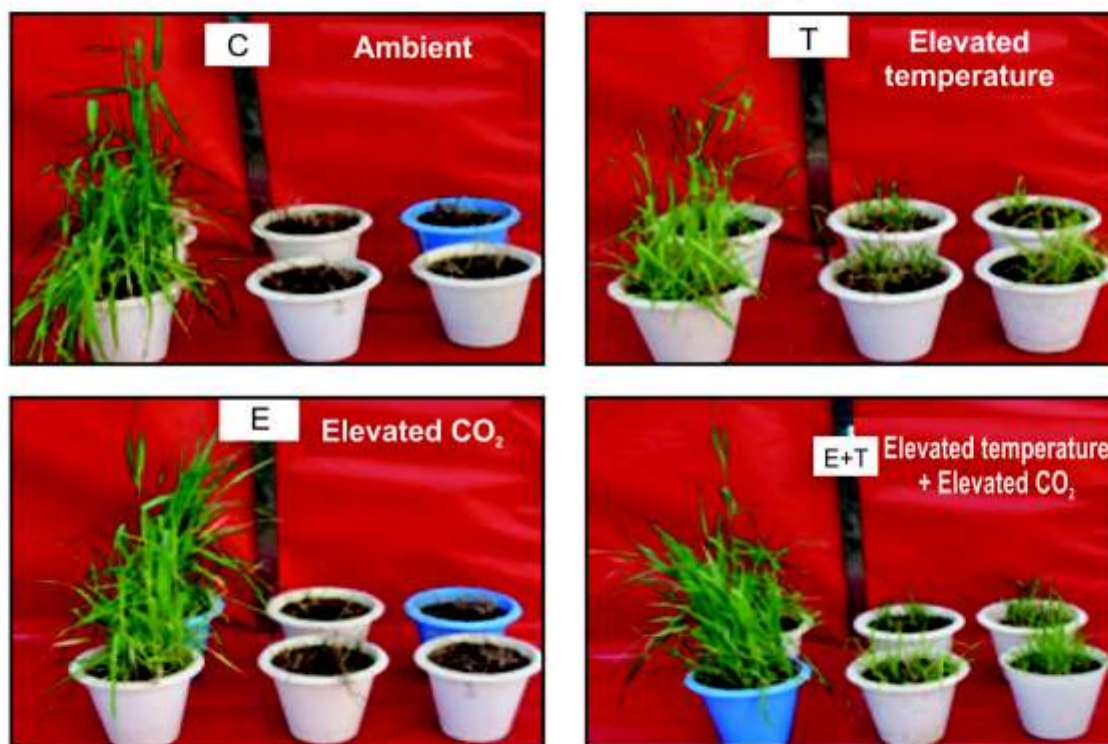 C
Ambient
T
Elevated
temperature
E
Elevated CO₂
E+T
Elevated temperature
+ Elevated CO₂